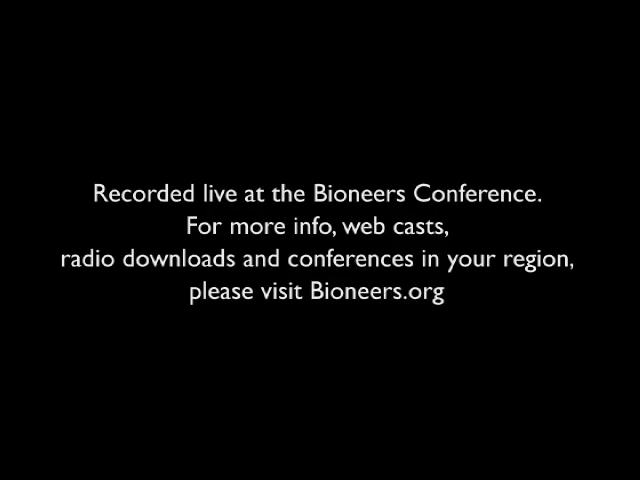 Recorded live at the Bioneers Conference.
For more info, web casts,
radio downloads and conferences in your region,
please visit Bioneers.org